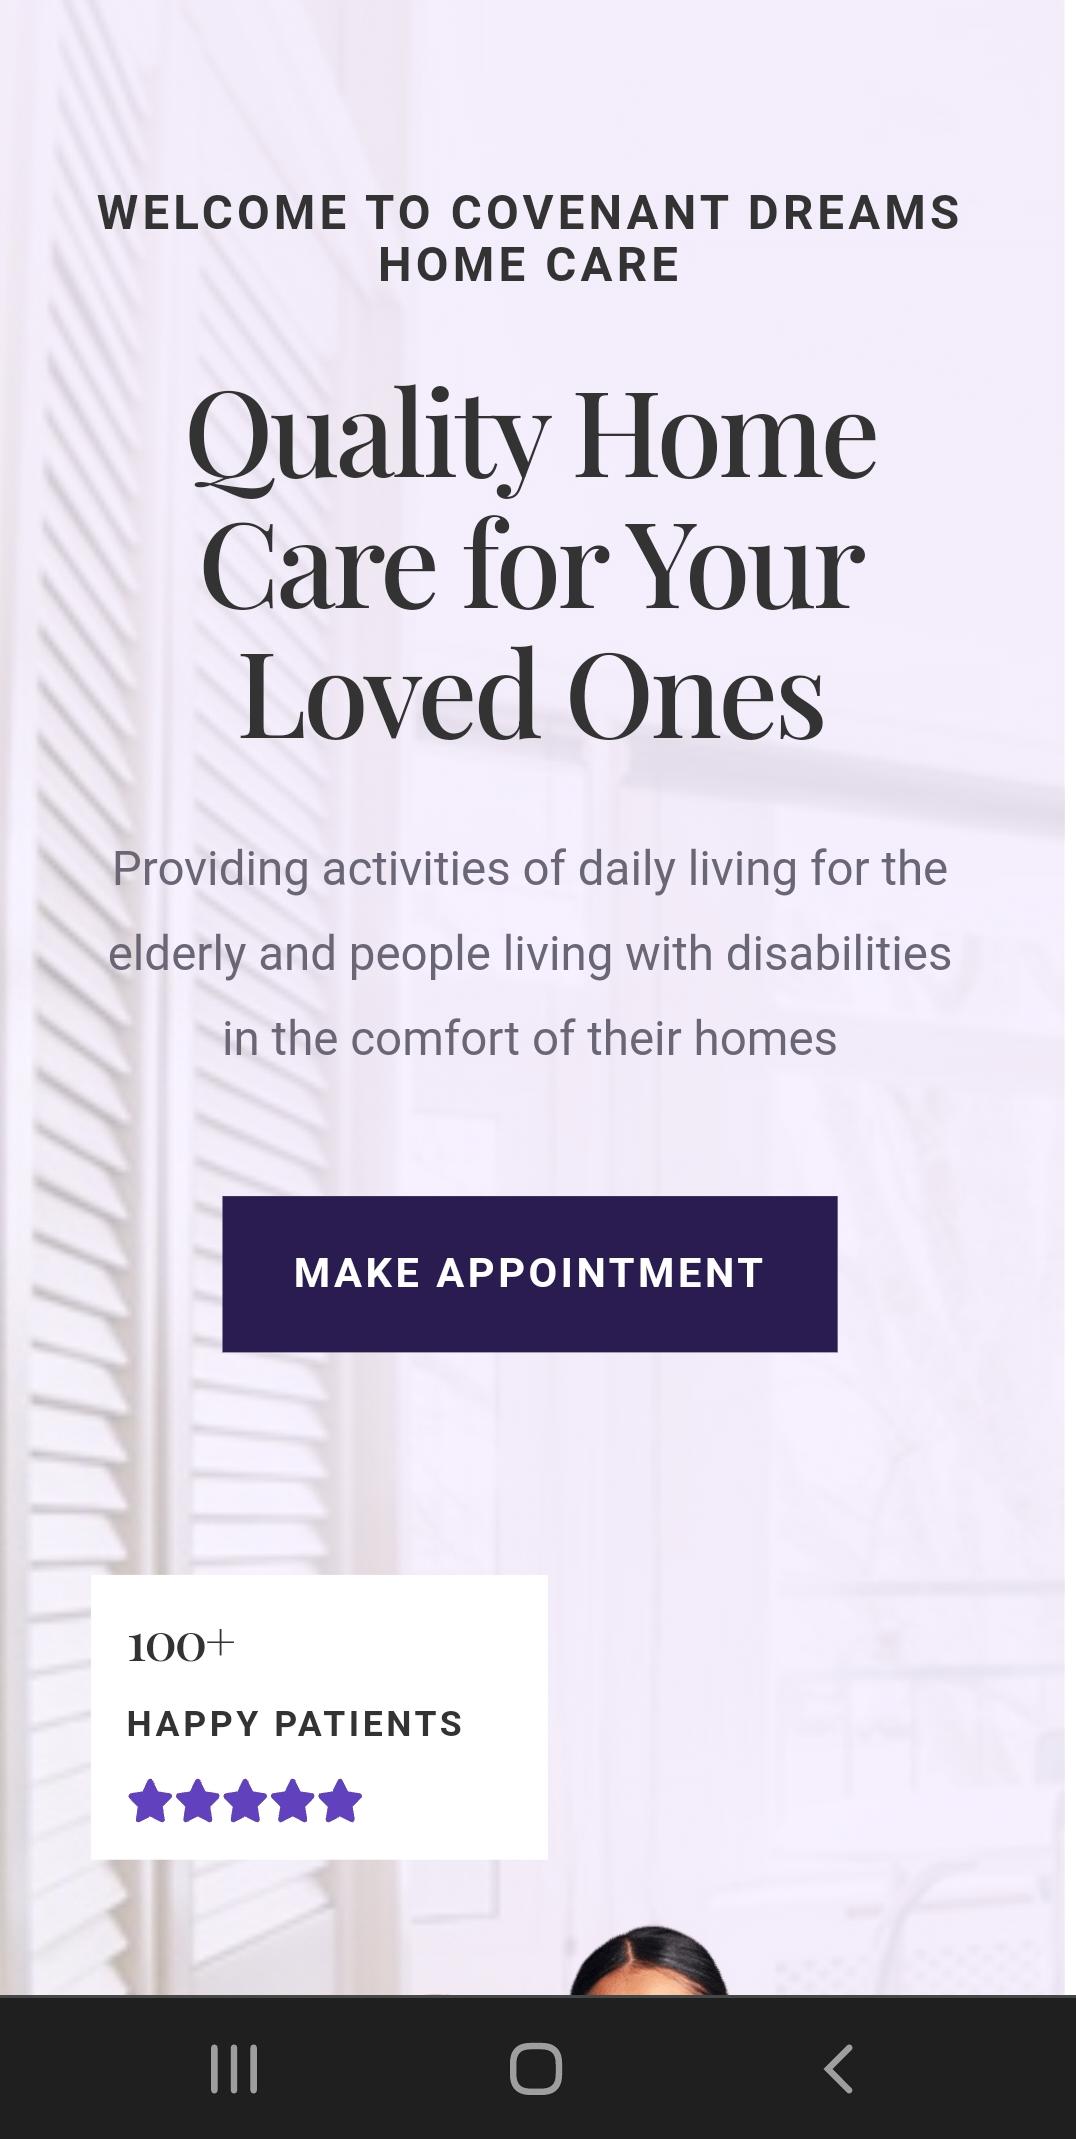 WELCOME TO COVENANT DREAMS
HOME CARE
Quality Home
Care for Your
Loved Ones
Providing activities of daily living for the
elderly and people living with disabilities
in the comfort of their homes
MAKE APPOINTMENT
100+
HAPPY PATIENTS